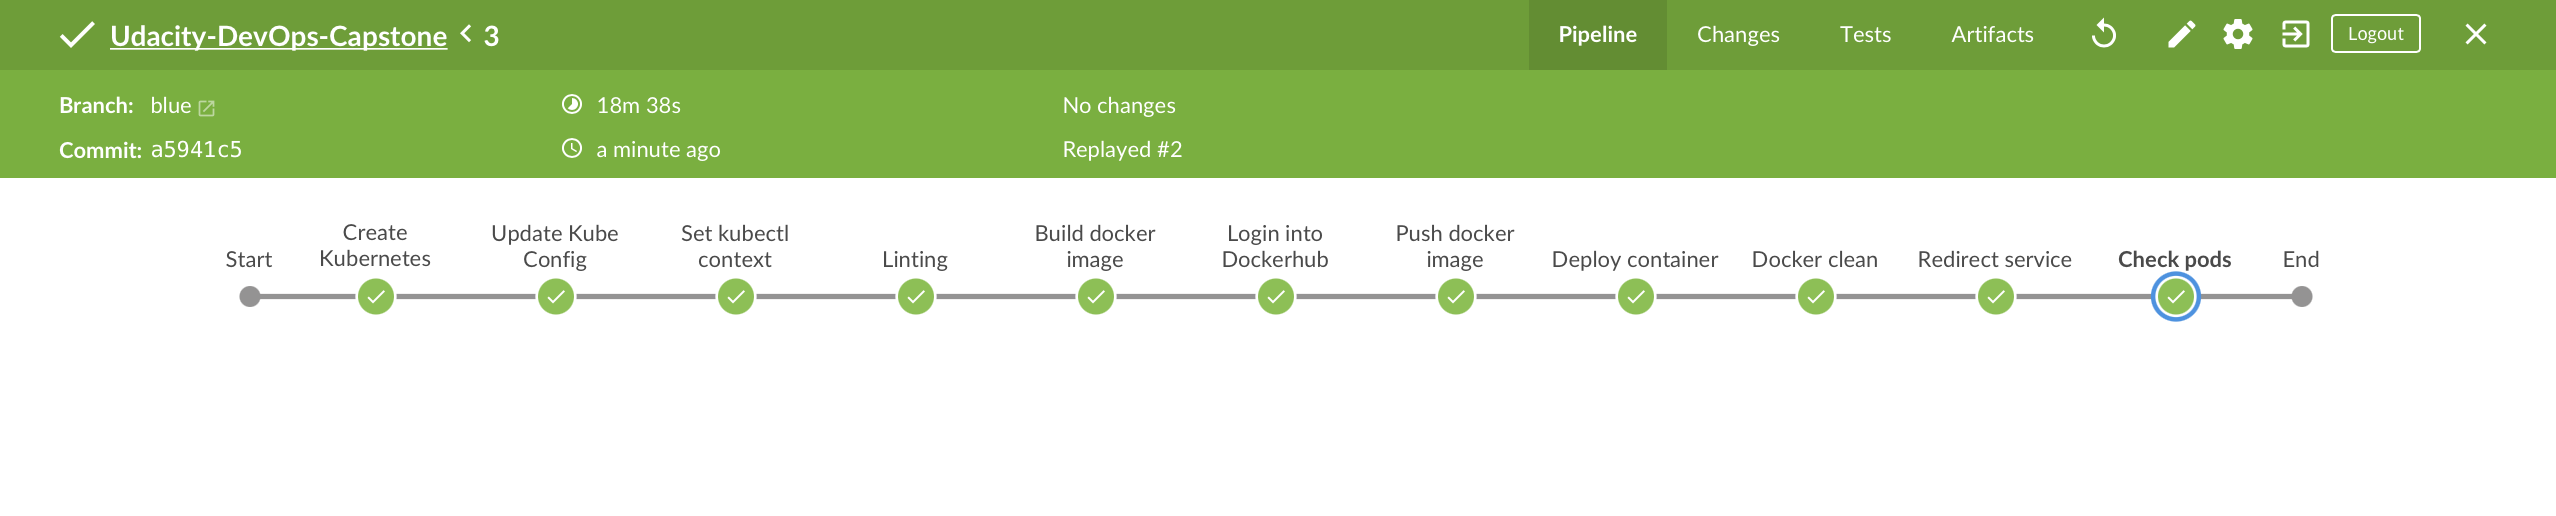 Udacity-DevOps-Capstone < 3
Pipeline Changes Tests Artifacts Logout
Branch: blue 18m 38s No changes
Commit: a5941c5 a minute ago Replayed #2
Start
Create
Kubernetes
Update Kube
Config
Set kubectl
context
Linting
Build docker
image
Login into
Dockerhub
Push docker
image
Deploy container
Docker clean
Redirect service
Check pods
End